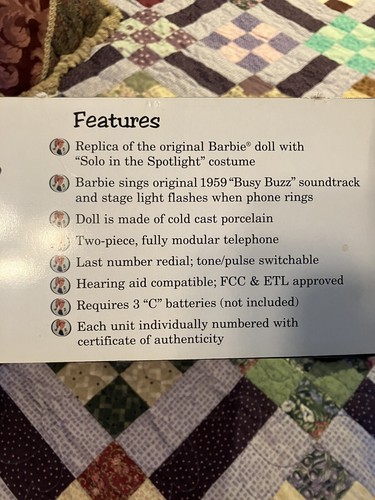 Features
Replica of the original Barbie® doll with
“Solo in the Spotlight” costume
Barbie sings original 1959 “Busy Buzz” soundtrack
and stage light flashes when phone rings
Doll is made of cold cast porcelain
Two-piece, fully modular telephone
Last number redial; tone/pulse switchable
Hearing aid compatible; FCC & ETL approved
Requires 3 “C” batteries (not included)
Each unit individually numbered with
certificate of authenticity